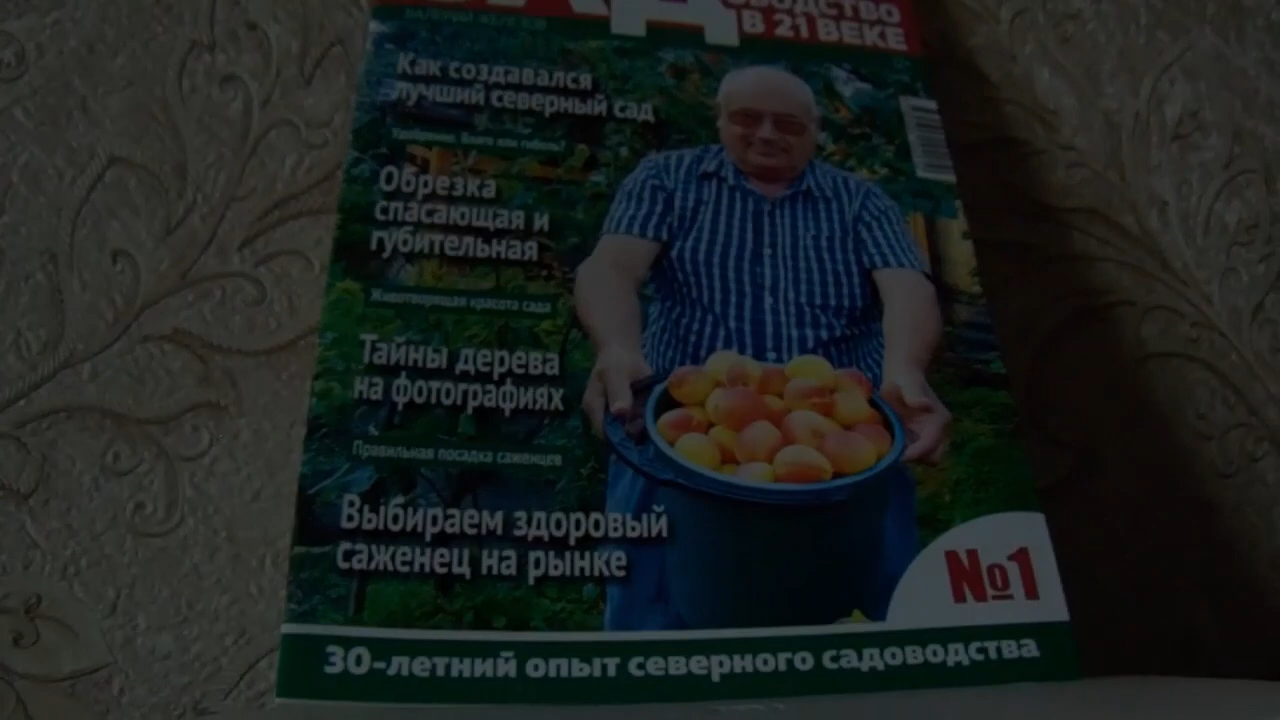 ВОДСТВО
В 21 ВЕКЕ
Как создавался
лучший северный сад
Обрезка
спасающая и
губительная
Животворящая красота сада
Тайны дерева
на фотографиях
Правильная посадка саженцев
Выбираем здоровый
саженец на рынке
№1
30-летний опыт северного садоводства